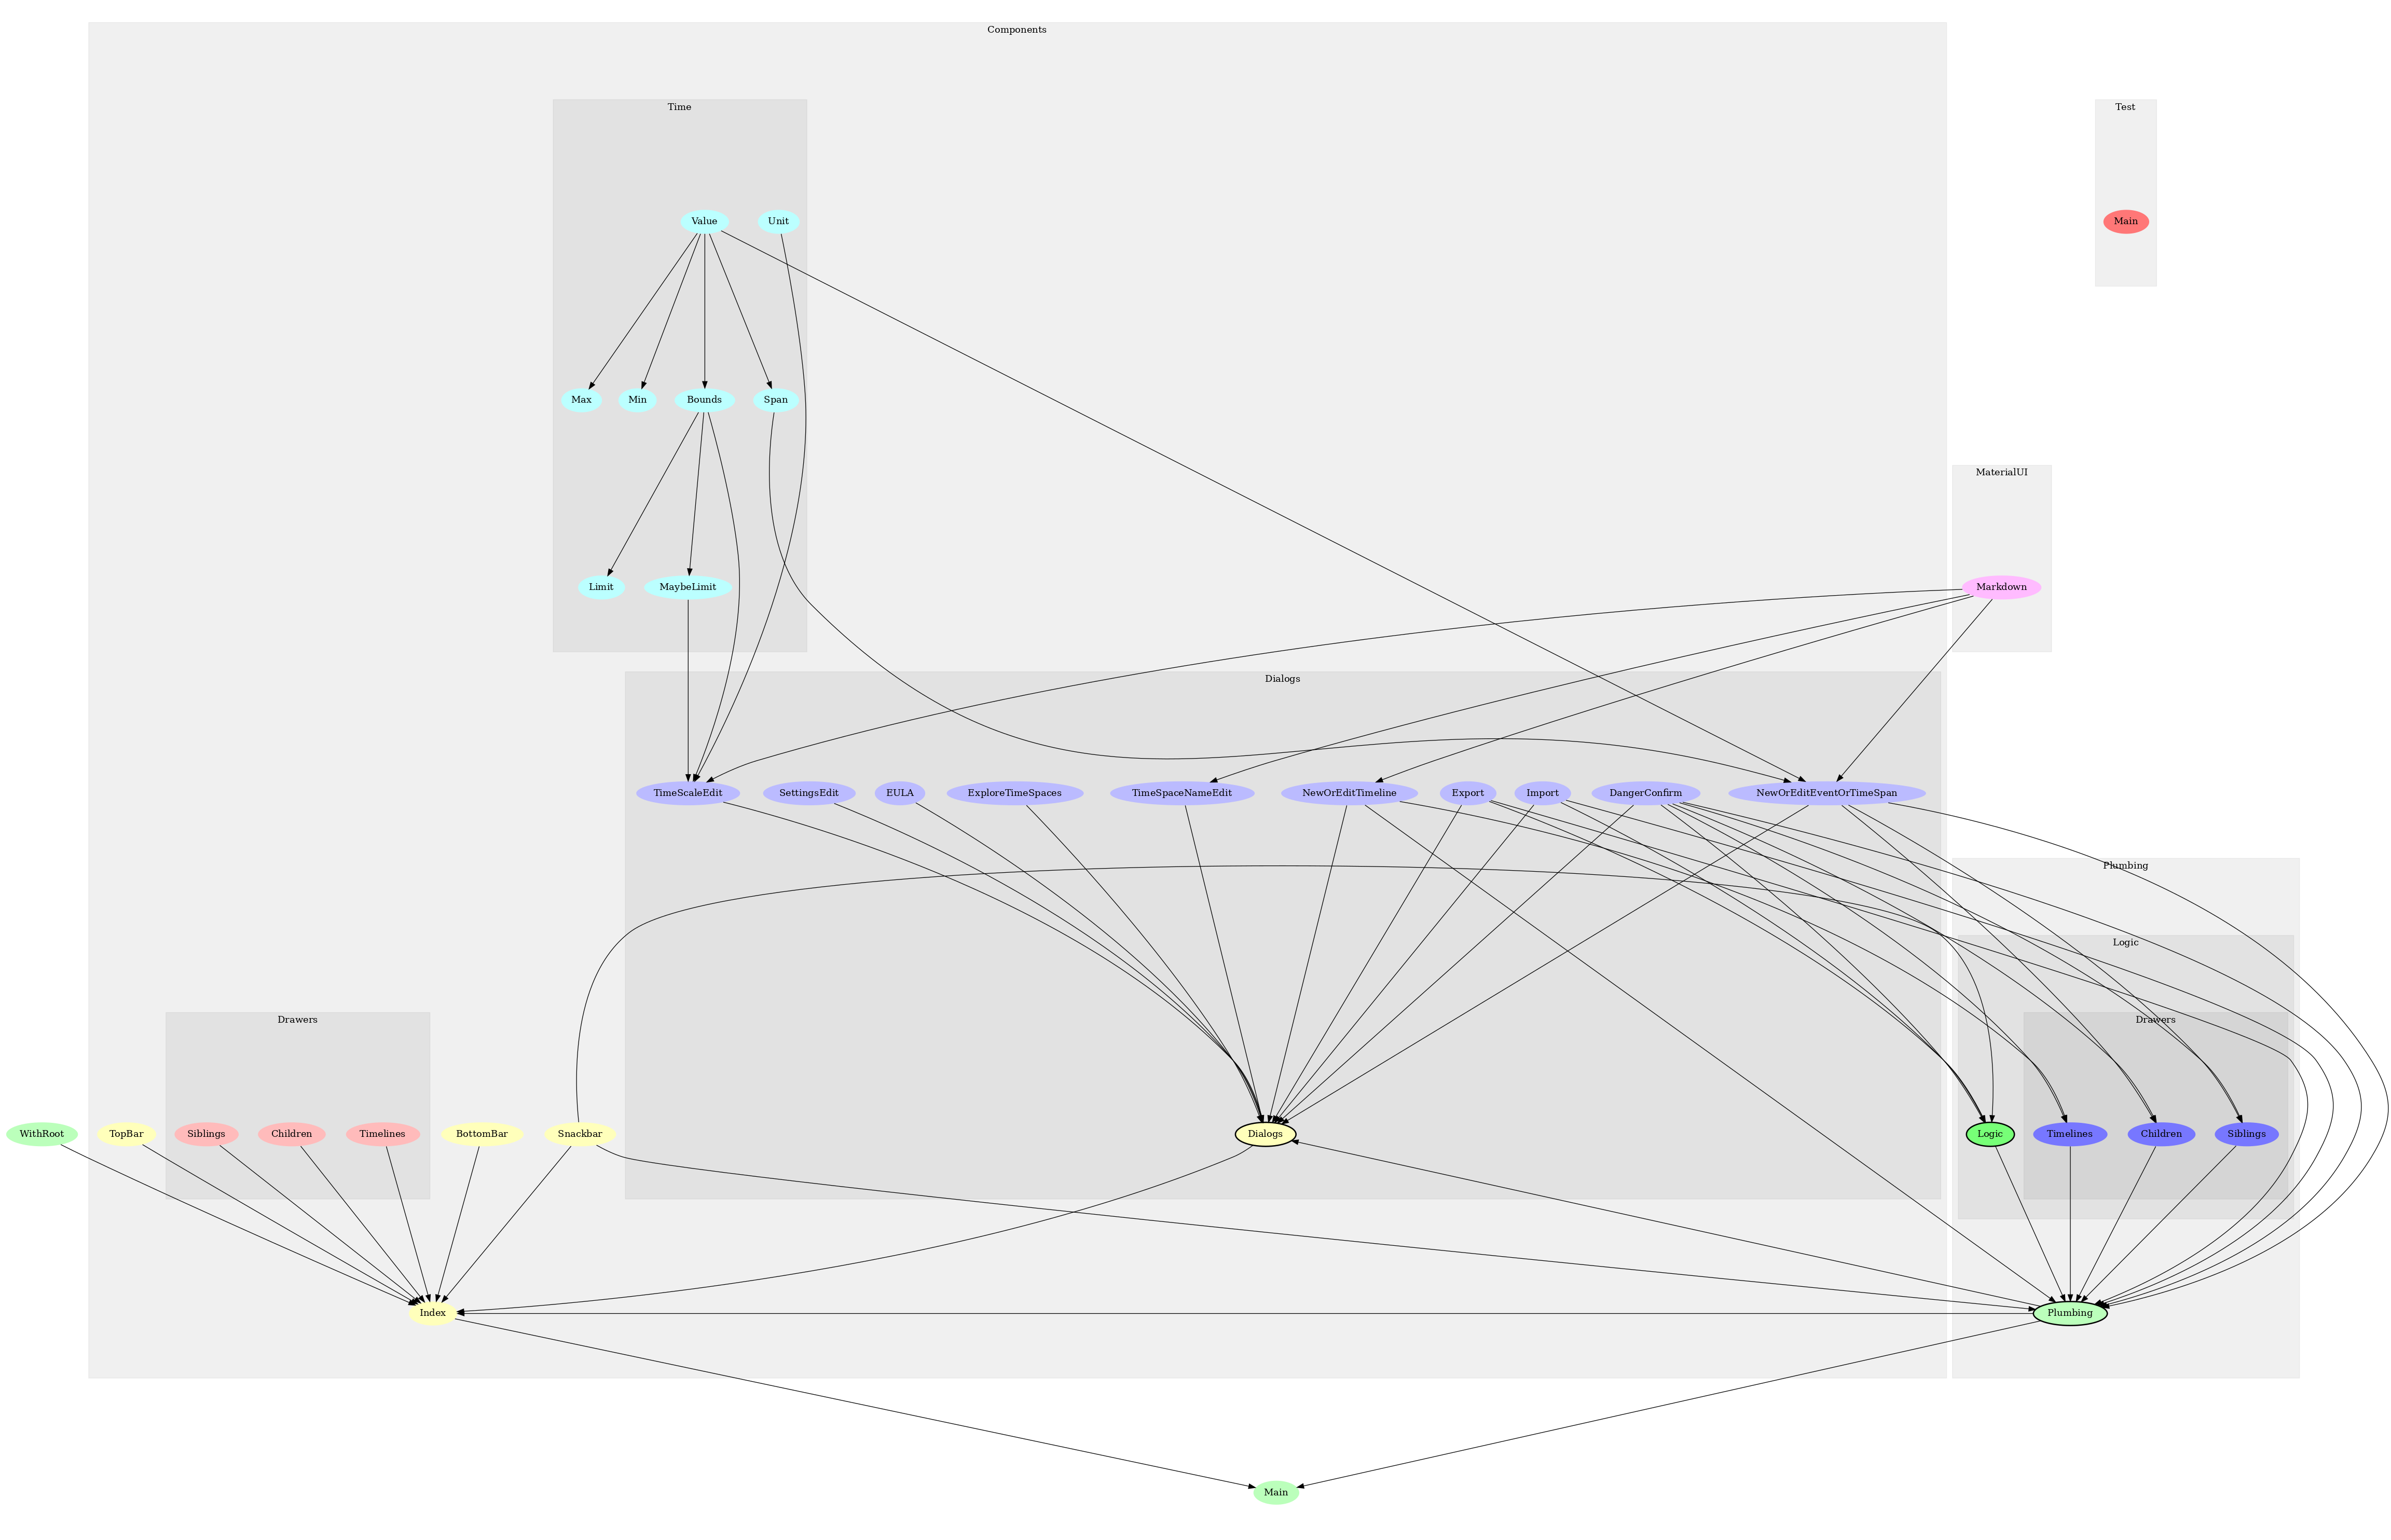 Components
Time
Test
Value
Unit
Main
Max
Min
Bounds
Span
MaterialUI
Limit
MaybeLimit
Markdown
Dialogs
TimeScaleEdit
SettingsEdit
EULA
ExploreTimeSpaces
TimeSpaceNameEdit
NewOrEditTimeline
Export
Import
DangerConfirm
NewOrEditEventOrTimeSpan
Plumbing
Logic
Drawers
Drawers
WithRoot
TopBar
Siblings
Children
Timelines
BottomBar
Snackbar
Dialogs
Logic
Timelines
Children
Siblings
Index
Plumbing
Main